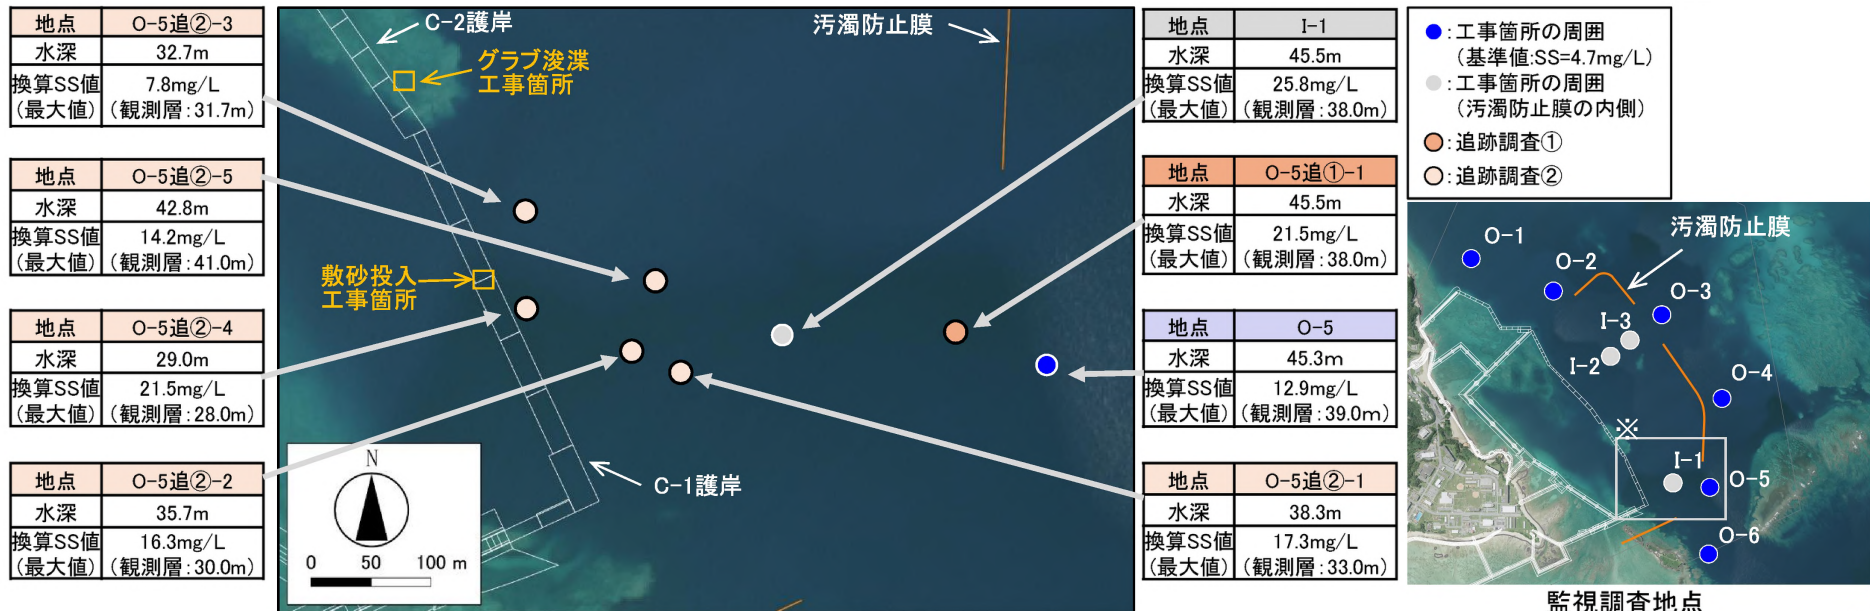 地点 O-5追②-3
水深 32.7m
換算SS値 7.8mg/L
(最大値) (観測層:31.7m)
地点 O-5追②-5
水深 42.8m
換算SS値 14.2mg/L
(最大値) (観測層:41.0m)
地点 O-5追②-4
水深 29.0m
換算SS値 21.5mg/L
(最大値) (観測層:28.0m)
地点 O-5追②-2
水深 35.7m
換算SS値 16.3mg/L
(最大値) (観測層:30.0m)
C-2護岸
グラブ浚渫
工事箇所
汚濁防止膜
敷砂投入
工事箇所
C-1護岸
N
0 50 100 m
地点 I-1
水深 45.5m
換算SS値 25.8mg/L
(最大値) (観測層:38.0m)
地点 O-5追①-1
水深 45.5m
換算SS値 21.5mg/L
(最大値) (観測層:38.0m)
地点 O-5
水深 45.3m
換算SS値 12.9mg/L
(最大値) (観測層:39.0m)
地点 O-5追②-1
水深 38.3m
換算SS値 17.3mg/L
(最大値) (観測層:33.0m)
:工事箇所の周囲
(基準値:SS=4.7mg/L)
:工事箇所の周囲
(汚濁防止膜の内側)
:追跡調査①
:追跡調査②
汚濁防止膜
O-1
O-2
O-3
I-3
I-2
O-4
※
I-1
O-5
O-6
監視調査地点